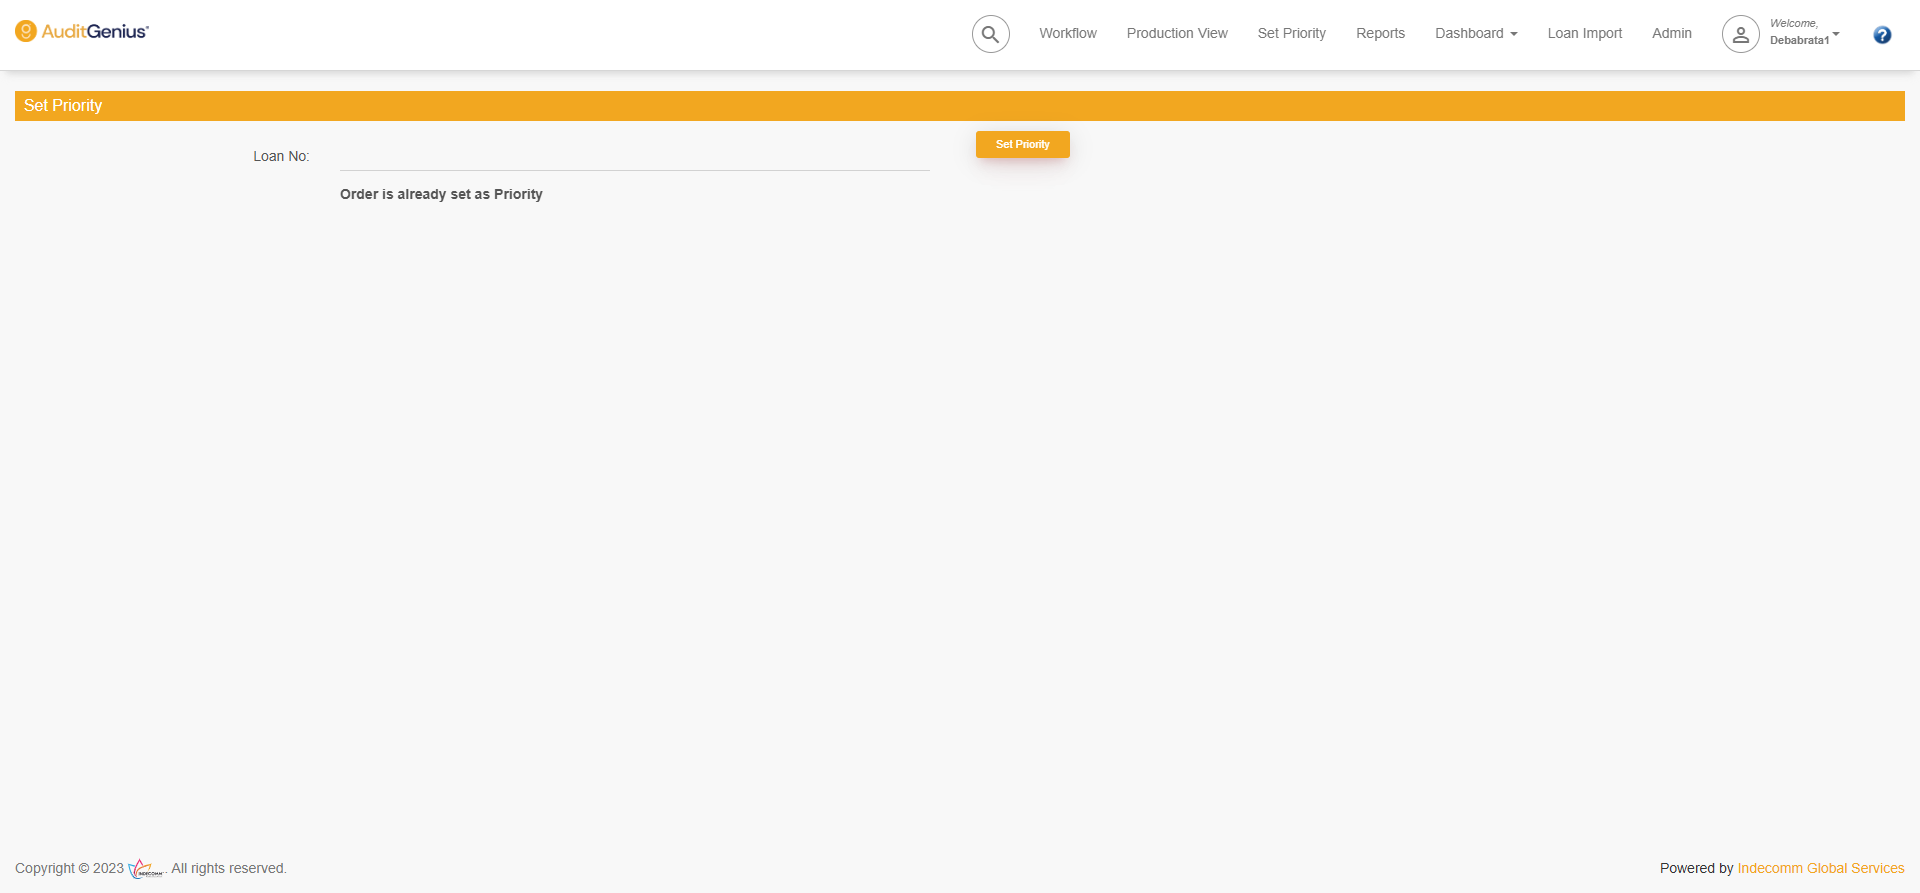 AuditGenius
Workflow
Production View
Set Priority
Reports
Dashboard
Loan Import
Admin
Welcome,
Debabrata1
?
Set Priority
Loan No:
Set Priority
Order is already set as Priority
Copyright © 2023 INDECOMM . All rights reserved.
Powered by Indecomm Global Services